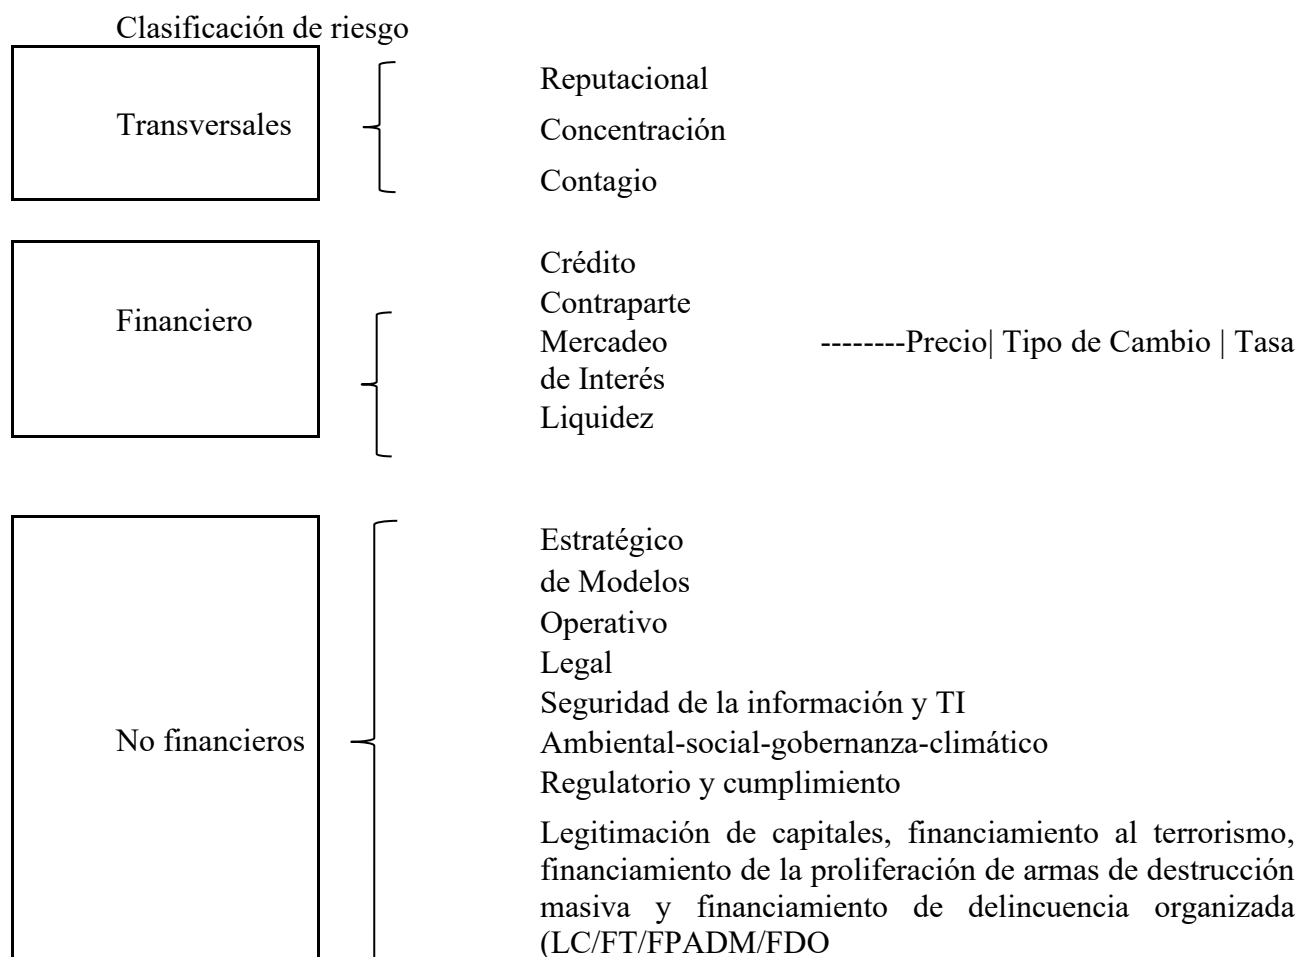 Clasificación de riesgo
Transversales
Reputacional
Concentración
Contagio
Financiero
Crédito
Contraparte
Mercadeo --------Precio| Tipo de Cambio | Tasa
de Interés
Liquidez
No financieros
Estratégico
de Modelos
Operativo
Legal
Seguridad de la información y TI
Ambiental-social-gobernanza-climático
Regulatorio y cumplimiento
Legitimación de capitales, financiamiento al terrorismo,
financiamiento de la proliferación de armas de destrucción
masiva y financiamiento de delincuencia organizada
(LC/FT/FPADM/FDO